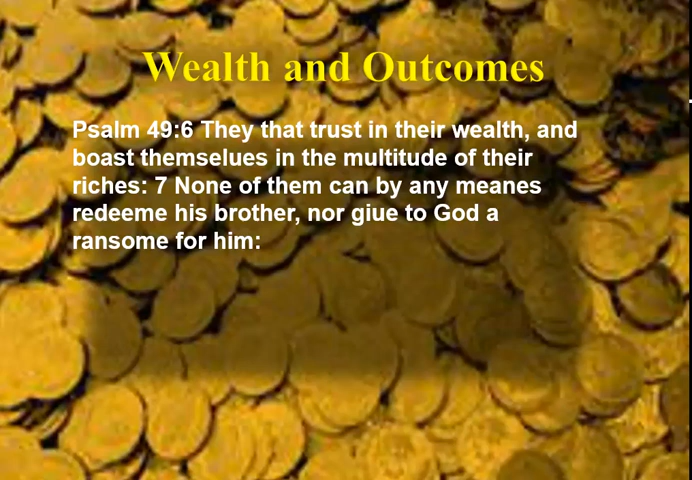 Wealth and Outcomes
Psalm 49:6 They that trust in their wealth, and
boast themselues in the multitude of their
riches: 7 None of them can by any meanes
redeeme his brother, nor giue to God a
ransome for him: